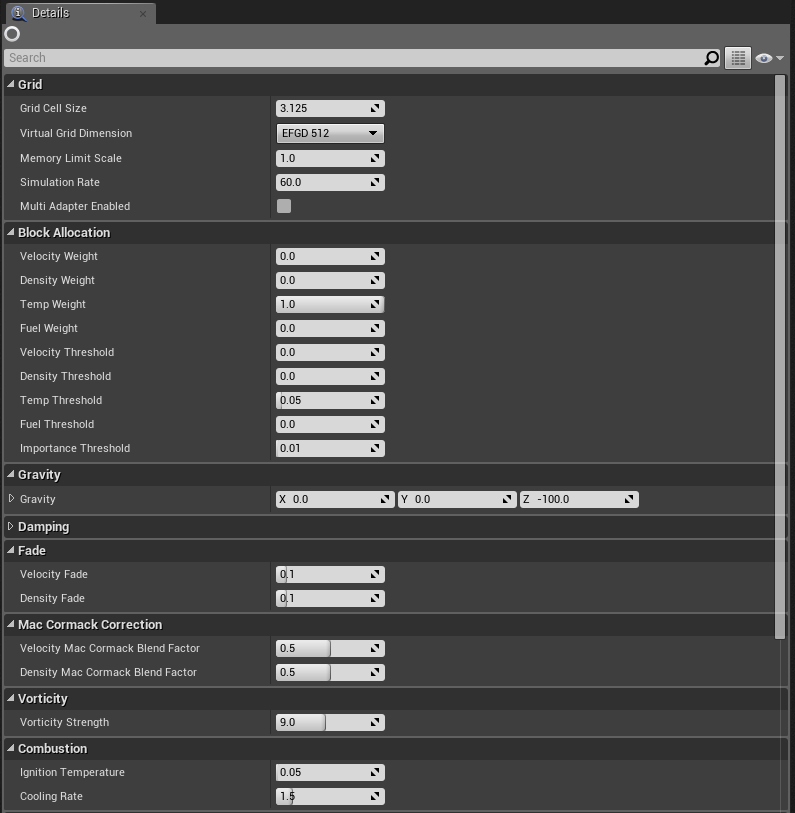 Details
Search
Grid
Grid Cell Size 3.125
Virtual Grid Dimension EFGD 512
Memory Limit Scale 1.0
Simulation Rate 60.0
Multi Adapter Enabled
Block Allocation
Velocity Weight 0.0
Density Weight 0.0
Temp Weight 1.0
Fuel Weight 0.0
Velocity Threshold 0.0
Density Threshold 0.0
Temp Threshold 0.05
Fuel Threshold 0.0
Importance Threshold 0.01
Gravity
Gravity X 0.0 Y 0.0 Z -100.0
Damping
Fade
Velocity Fade 0.1
Density Fade 0.1
Mac Cormack Correction
Velocity Mac Cormack Blend Factor 0.5
Density Mac Cormack Blend Factor 0.5
Vorticity
Vorticity Strength 9.0
Combustion
Ignition Temperature 0.05
Cooling Rate 1.5